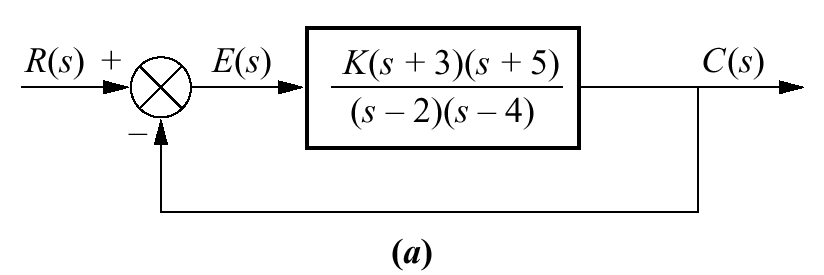 R(s) + E(s) K(s + 3)(s + 5) C(s)
(s – 2)(s – 4)
–
(a)